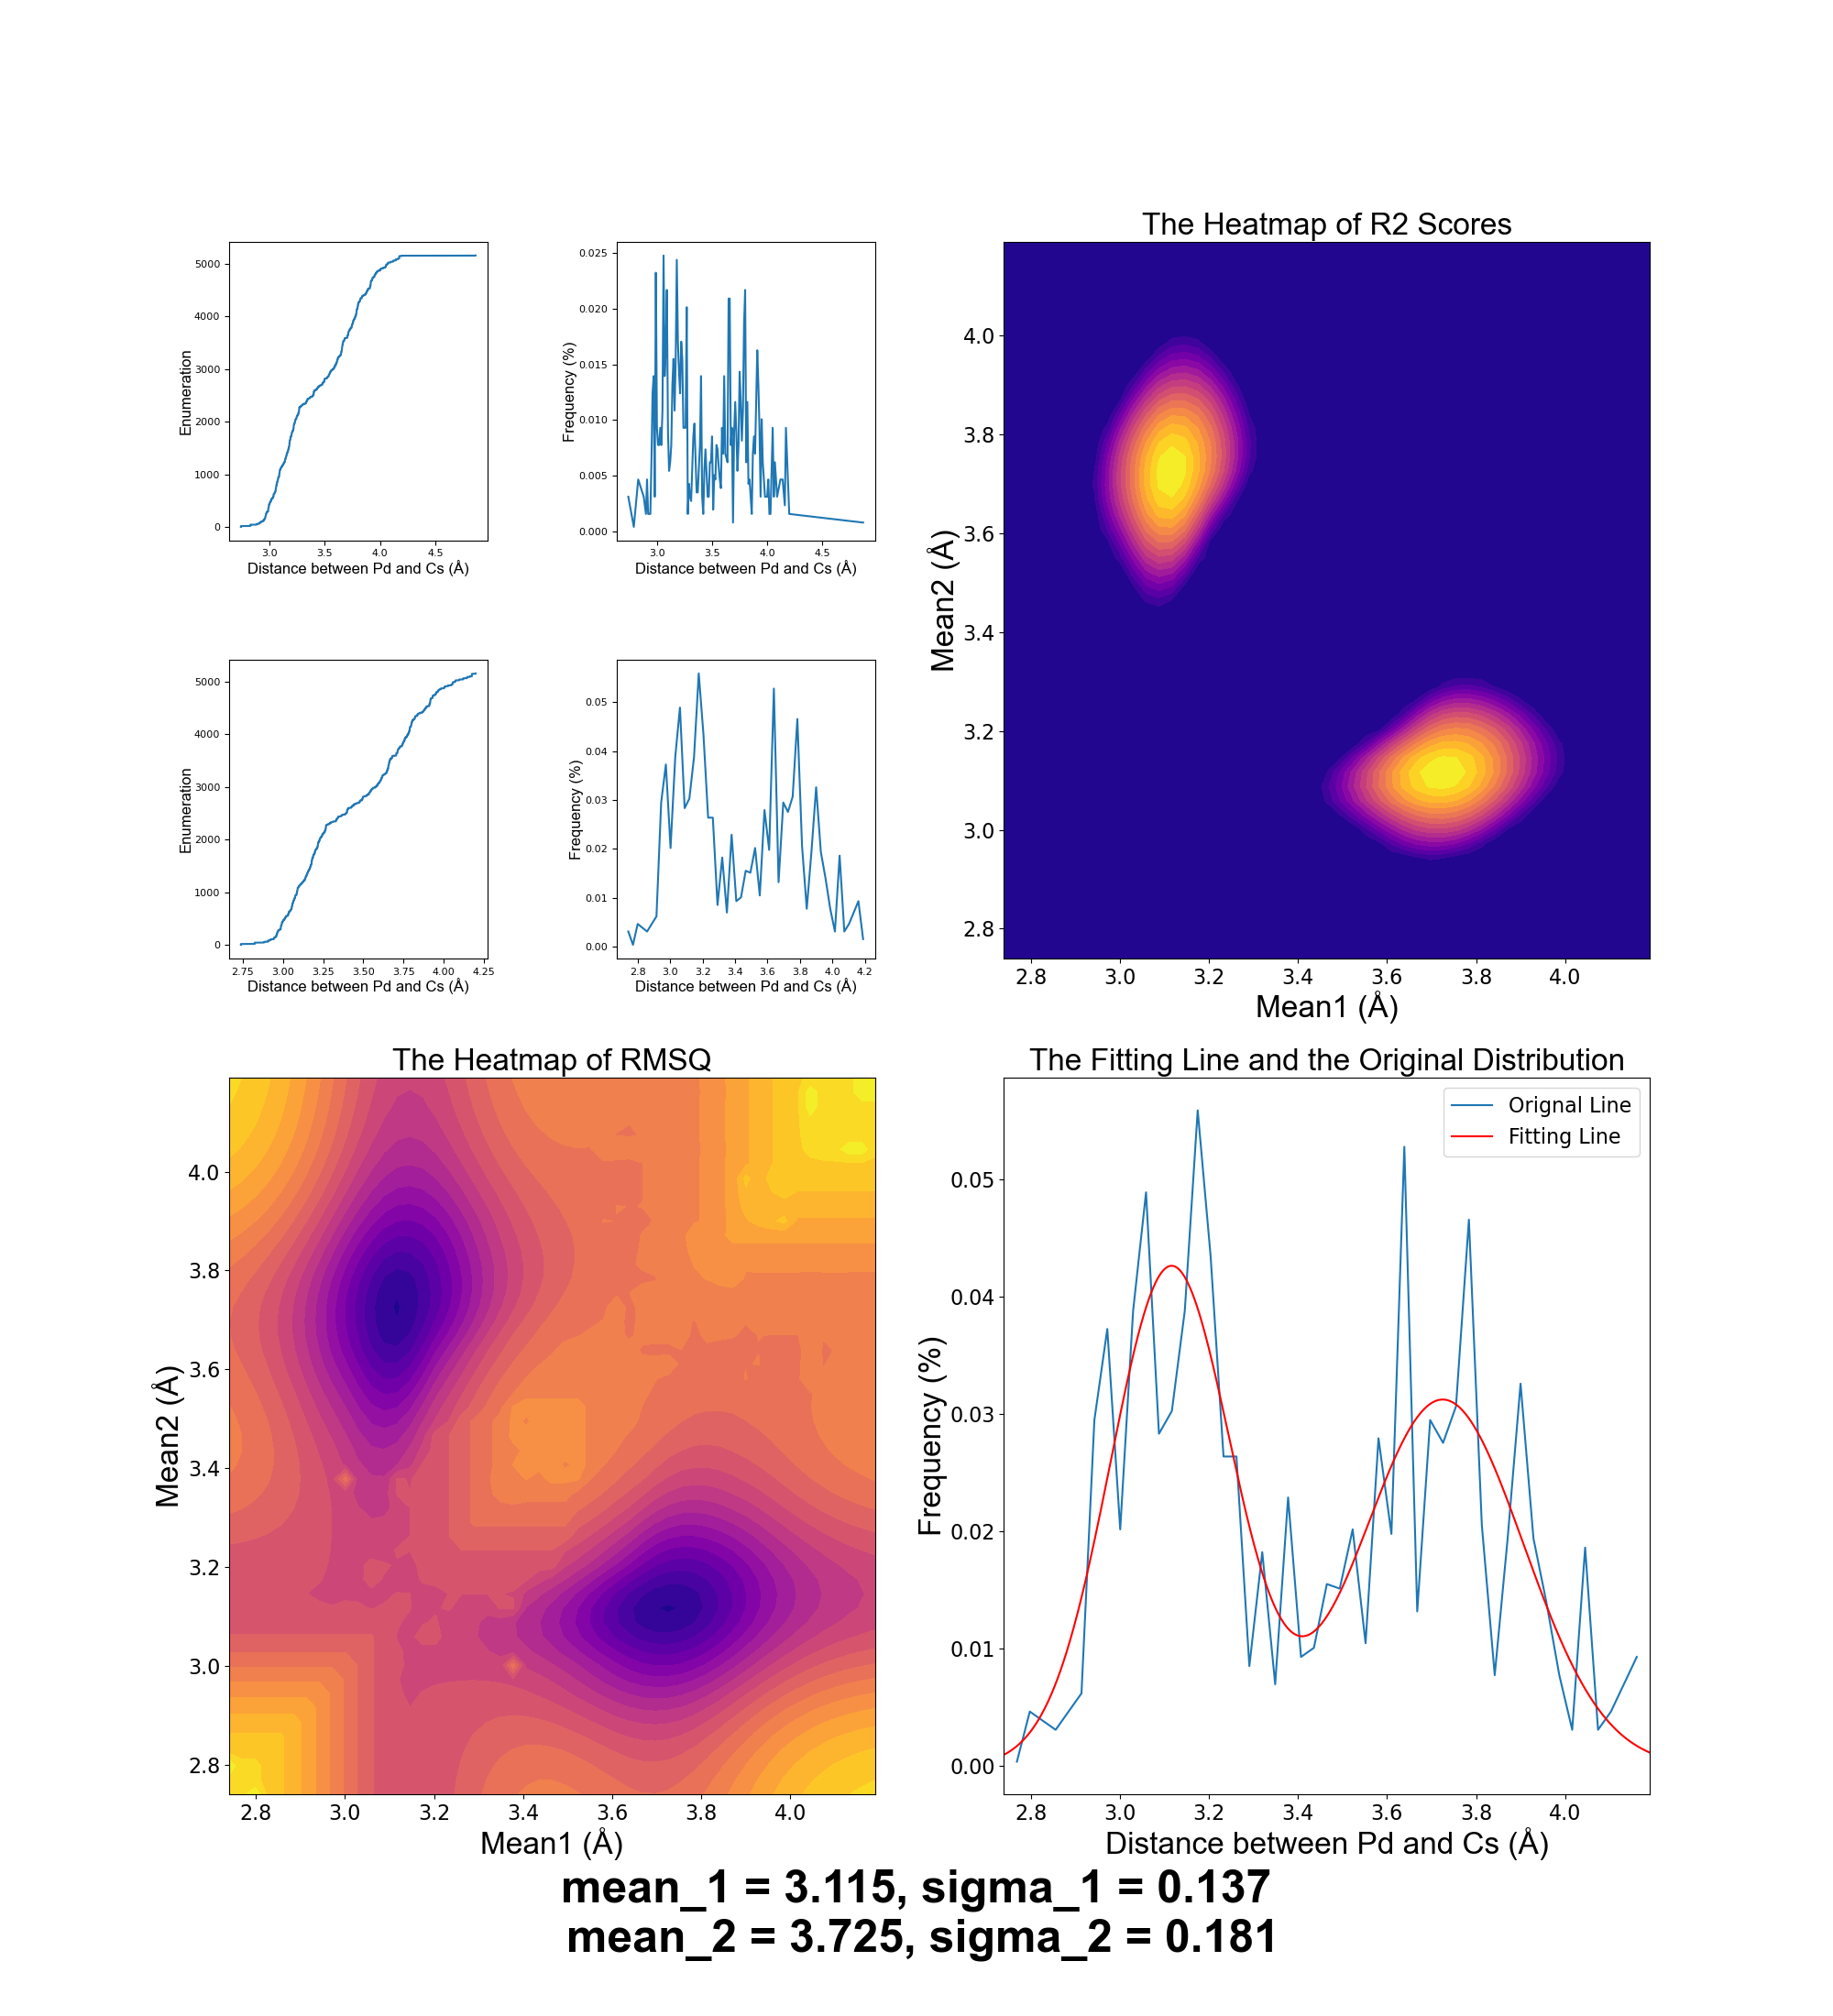 5000
4000
3000
2000
1000
0
Enumeration
3.0 3.5 4.0 4.5
Distance between Pd and Cs (Å)
0.025
0.020
0.015
0.010
0.005
0.000
Frequency (%)
3.0 3.5 4.0 4.5
Distance between Pd and Cs (Å)
The Heatmap of R2 Scores
4.0
3.8
3.6
3.4
3.2
3.0
2.8
Mean2 (Å)
2.8 3.0 3.2 3.4 3.6 3.8 4.0
Mean1 (Å)
5000
4000
3000
2000
1000
0
Enumeration
2.75 3.00 3.25 3.50 3.75 4.00 4.25
Distance between Pd and Cs (Å)
0.05
0.04
0.03
0.02
0.01
0.00
Frequency (%)
2.8 3.0 3.2 3.4 3.6 3.8 4.0 4.2
Distance between Pd and Cs (Å)
The Heatmap of RMSQ
4.0
3.8
3.6
3.4
3.2
3.0
2.8
Mean2 (Å)
2.8 3.0 3.2 3.4 3.6 3.8 4.0
Mean1 (Å)
The Fitting Line and the Original Distribution
Orignal Line
Fitting Line
0.05
0.04
0.03
0.02
0.01
0.00
Frequency (%)
2.8 3.0 3.2 3.4 3.6 3.8 4.0
Distance between Pd and Cs (Å)
mean_1 = 3.115, sigma_1 = 0.137
mean_2 = 3.725, sigma_2 = 0.181